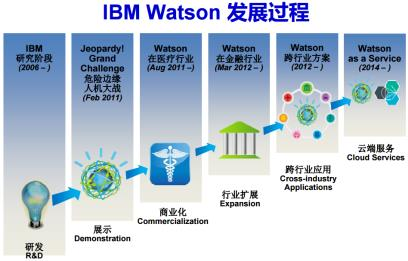 IBM Watson 发展过程
IBM
研究阶段
(2006 – )
Jeopardy!
Grand
Challenge
危险边缘
人机大战
(Feb 2011)
Watson
在医疗行业
(Aug 2011–)
Watson
在金融行业
(Mar 2012– )
Watson
跨行业方案
(2012– )
Watson
as a Service
(2014 – )
研发
R&D
展示
Demonstration
商业化
Commercialization
行业扩展
Expansion
跨行业应用
Cross-industry
Applications
云端服务
Cloud Services